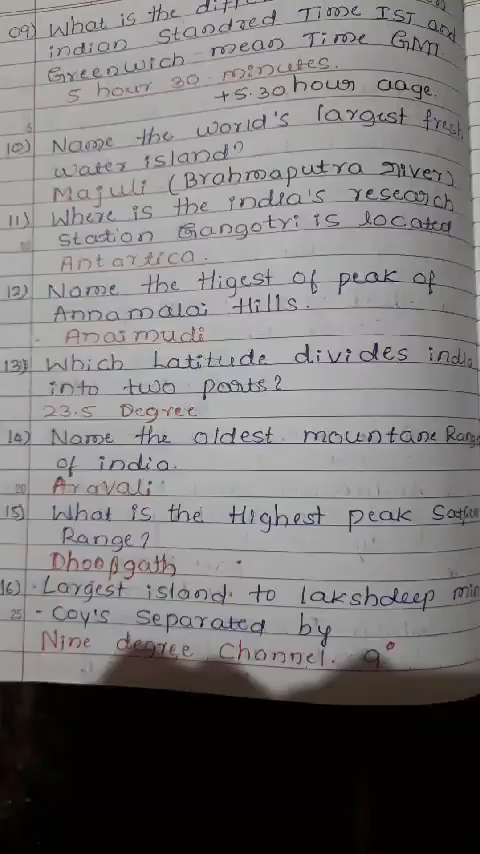 09) What is the diffe
indian Standred Time IST and
Greenwich mean Time GMT
5 hour 30 minutes.
+5.30 hour aage.
10) Name the world's largest fresh
water island?
Majuli (Brahmaputra River)
11) Where is the india's research
Station Gangotri is located
Antartica.
12) Name the Higest of peak of
Annamalai Hills.
Anaimudi
13) Which Latitude divides india
into two parts?
23.5 Degree
14) Name the oldest mountane Range
of india.
Aravali
15) What is the Highest peak
Range?
Dhoopgath
16) Largest island to lakshdeep min
25 - coy's separated by
Nine degree Channel. 9°